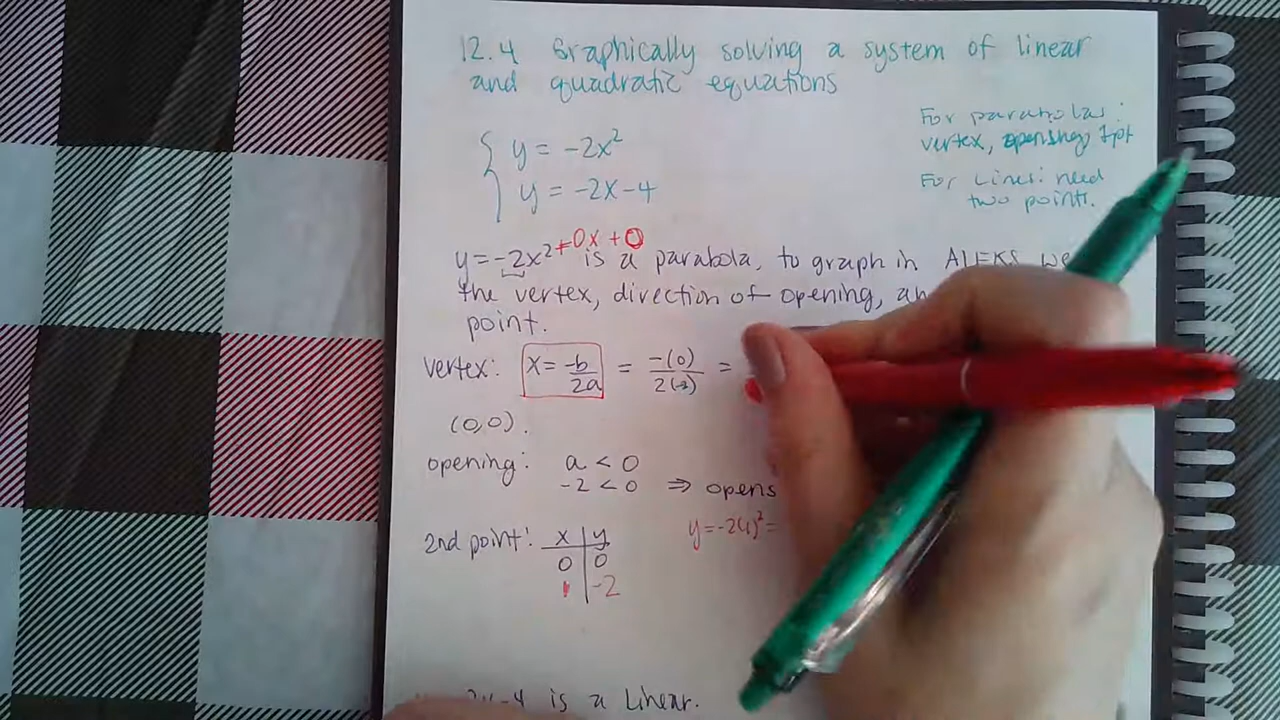 12.4 Graphically solving a system of linear
and quadratic equations
For parabolas:
vertex, opening, 1pt
y = -2x²
y = -2x-4
For lines: need
two points.
y = -2x² + 0x + 0 is a parabola, to graph in ALEKS we
the vertex, direction of opening,
point.
vertex: x = -b/2a = -(0)/2(-2) =
(0,0).
opening: a < 0
-2 < 0 ⇒ opens
y=-2(1)²=
2nd point: x | y
0 | 0
1 | -2
-4 is a Linear.